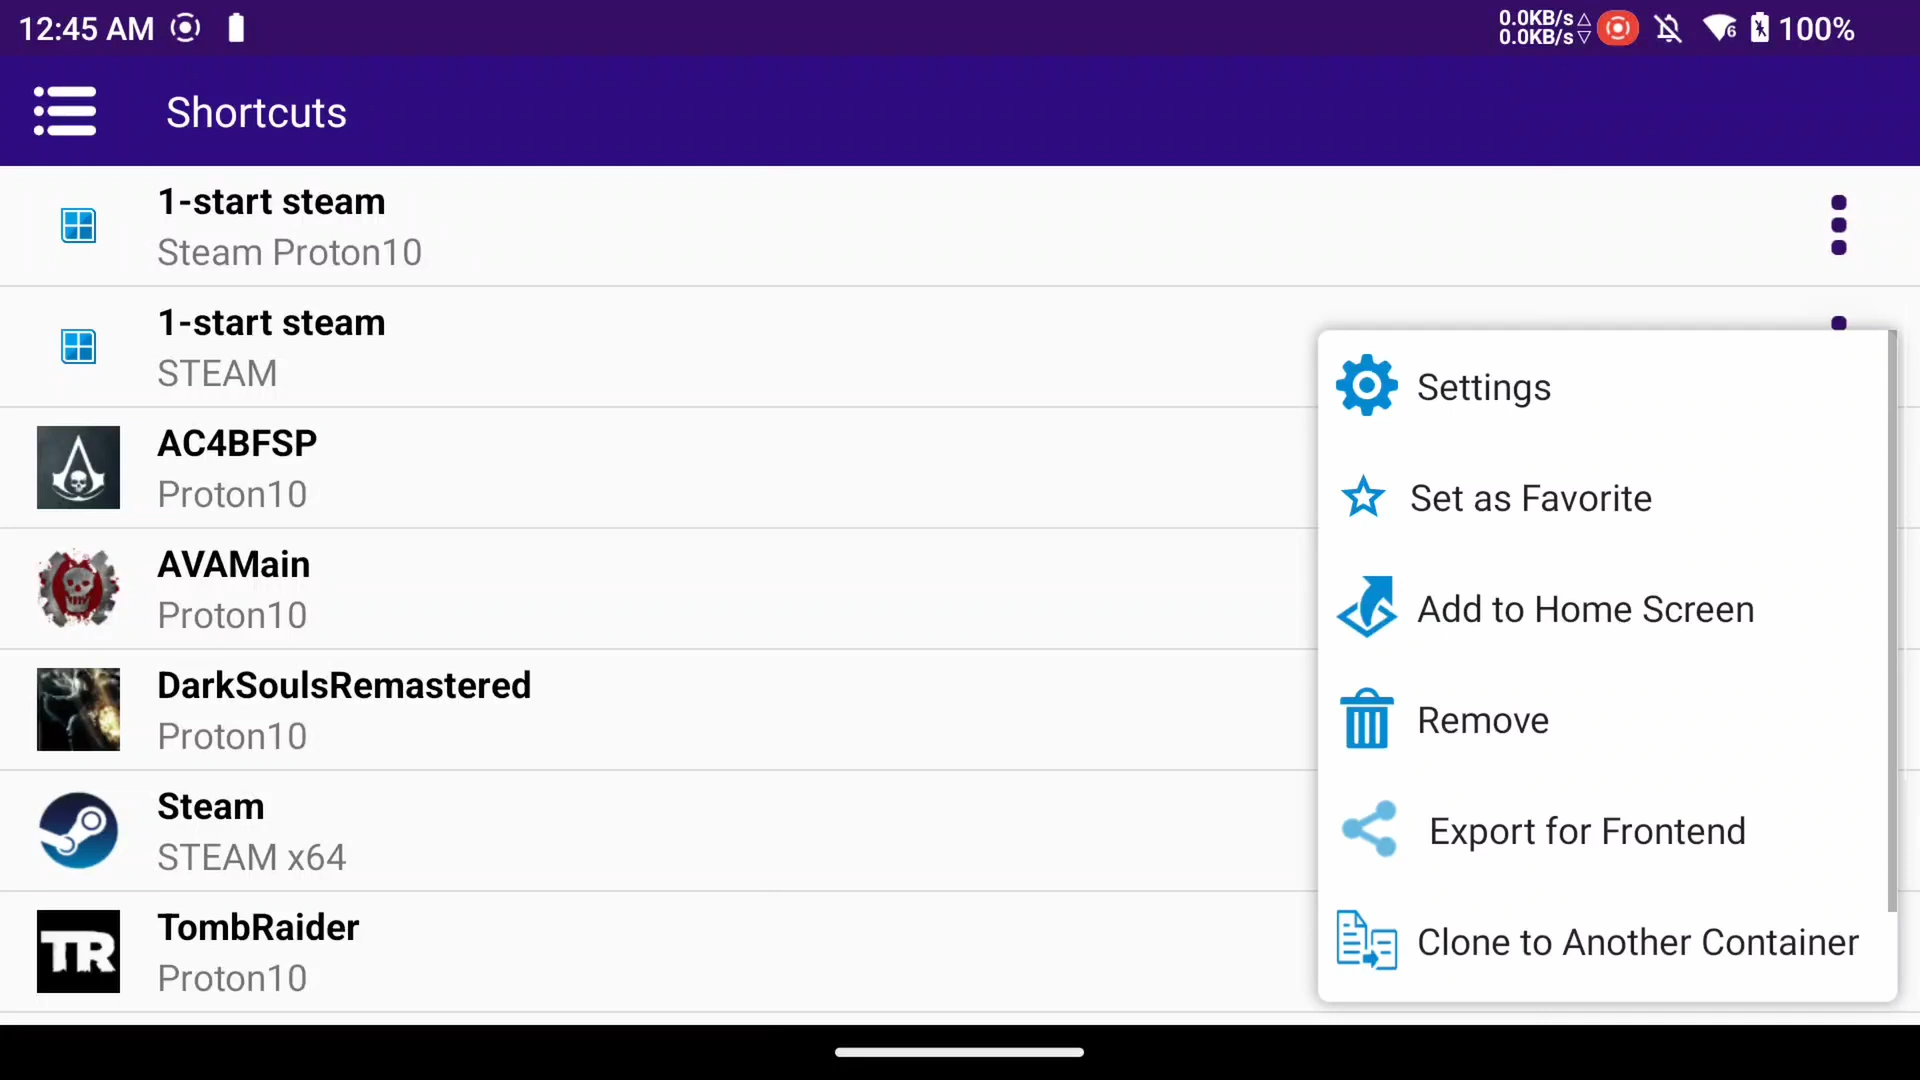 12:45 AM
0.0KB/s △
0.0KB/s ▽
6
100%
Shortcuts
1-start steam
Steam Proton10
1-start steam
STEAM
AC4BFSP
Proton10
AVAMain
Proton10
DarkSoulsRemastered
Proton10
Steam
STEAM x64
TR
TombRaider
Proton10
Settings
Set as Favorite
Add to Home Screen
Remove
Export for Frontend
Clone to Another Container